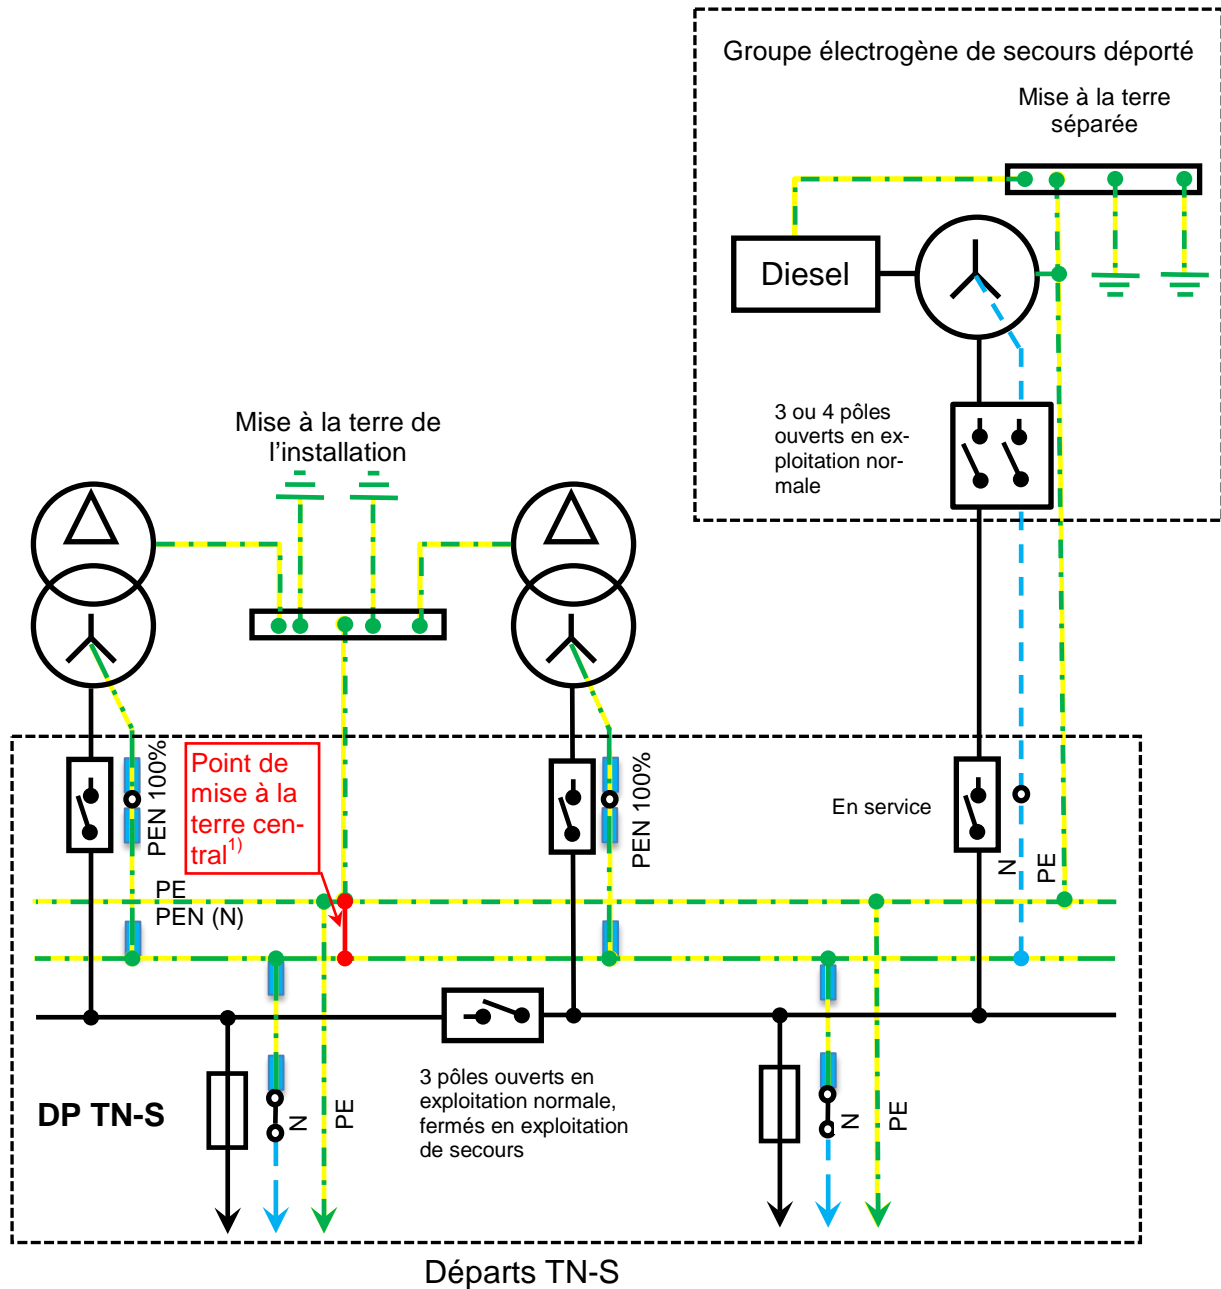 Groupe électrogène de secours déporté
Mise à la terre
séparée
Diesel
3 ou 4 pôles
ouverts en ex-
ploitation nor-
male
Mise à la terre de
l’installation
PEN 100%
Point de
mise à la
terre cen-
tral1)
PEN 100%
En service
N
PE
PE
PEN (N)
DP TN-S
N
PE
3 pôles ouverts en
exploitation normale,
fermés en exploitation
de secours
N
PE
Départs TN-S